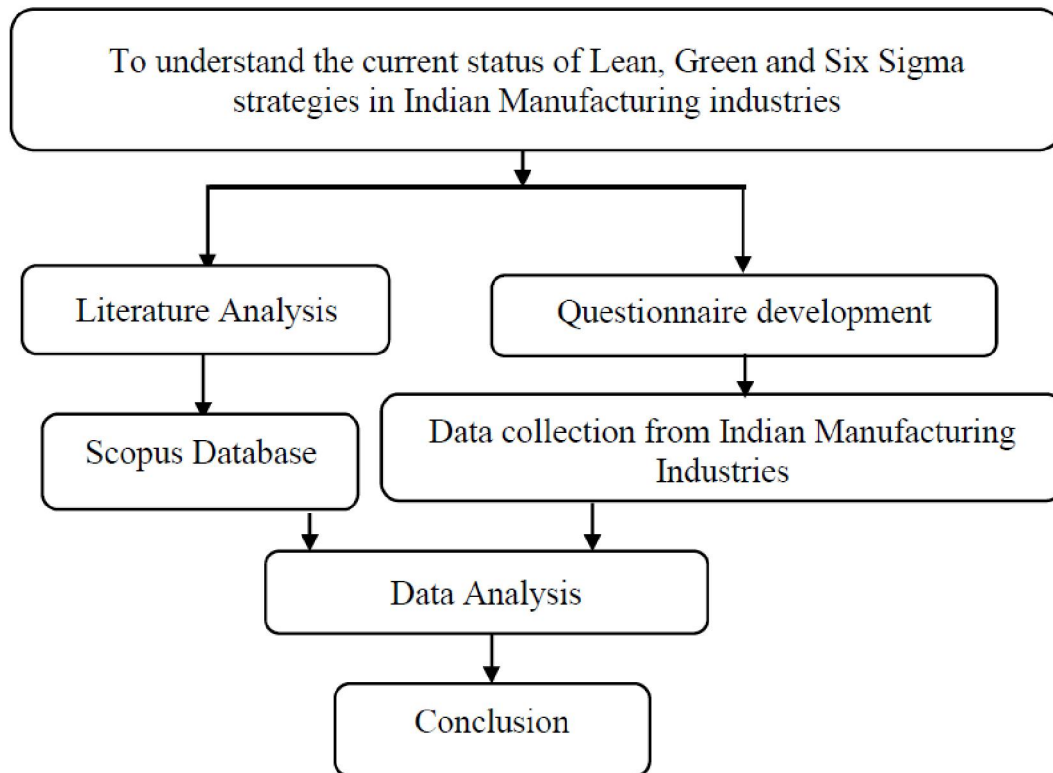 To understand the current status of Lean, Green and Six Sigma
strategies in Indian Manufacturing industries
Literature Analysis
Questionnaire development
Scopus Database
Data collection from Indian Manufacturing
Industries
Data Analysis
Conclusion